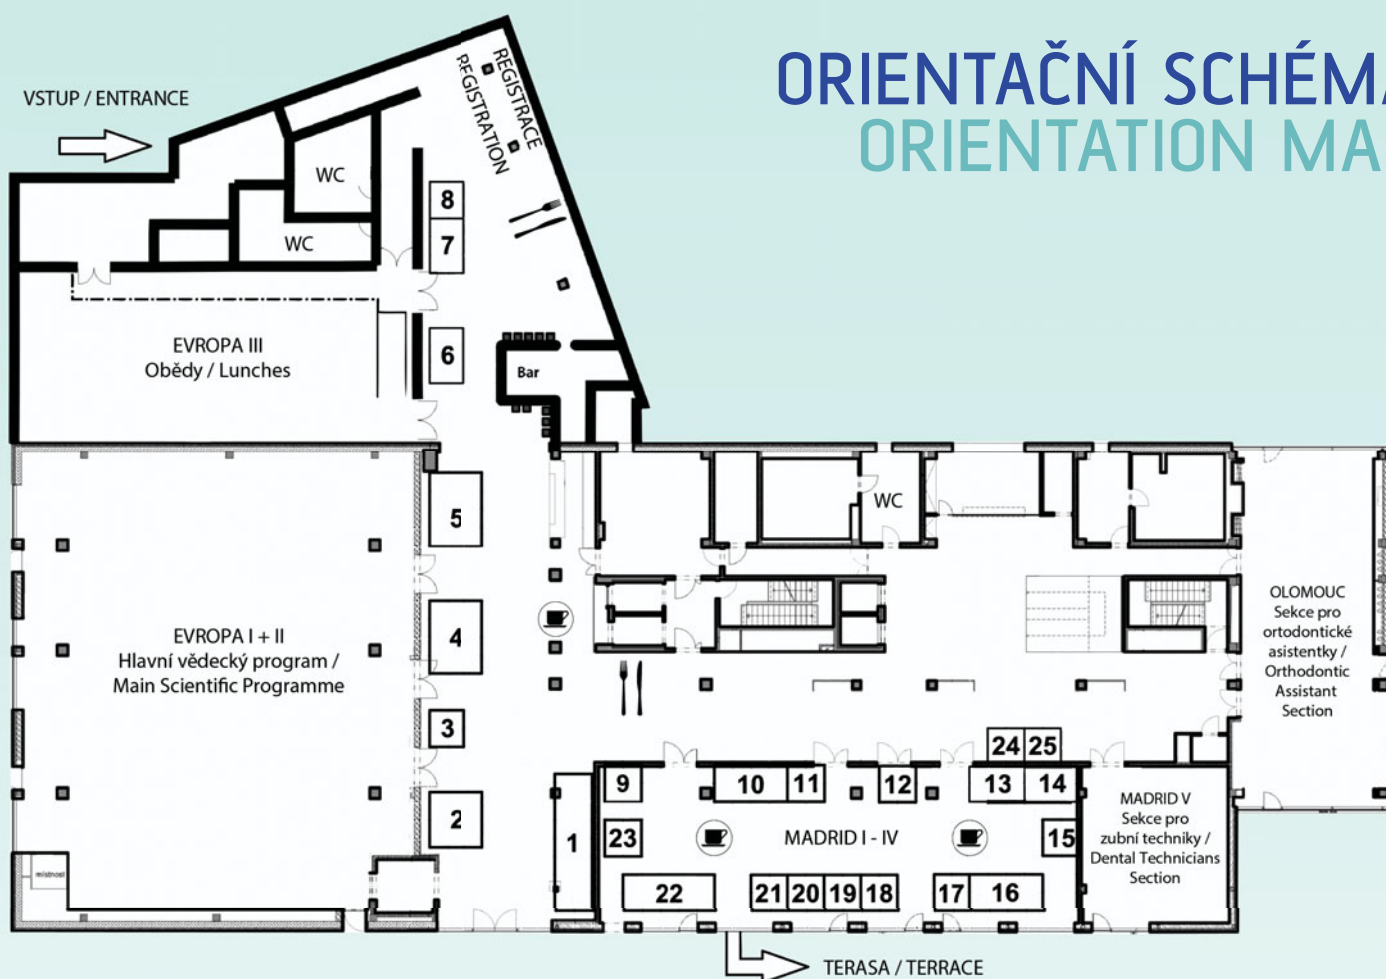 ORIENTAČNÍ SCHÉMA
ORIENTATION MA
VSTUP / ENTRANCE
REGISTRACE
REGISTRATION
WC
WC
8
7
6
EVROPA III
Obědy / Lunches
Bar
5
WC
4
EVROPA I + II
Hlavní vědecký program /
Main Scientific Programme
OLOMOUC
Sekce pro
ortodontické
asistentky /
Orthodontic
Assistant
Section
3
24 25
9 10 11 12 13 14
2
1
23
MADRID I - IV
15
MADRID V
Sekce pro
zubní techniky /
Dental Technicians
Section
místnost
22 21 20 19 18 17 16
TERASA / TERRACE